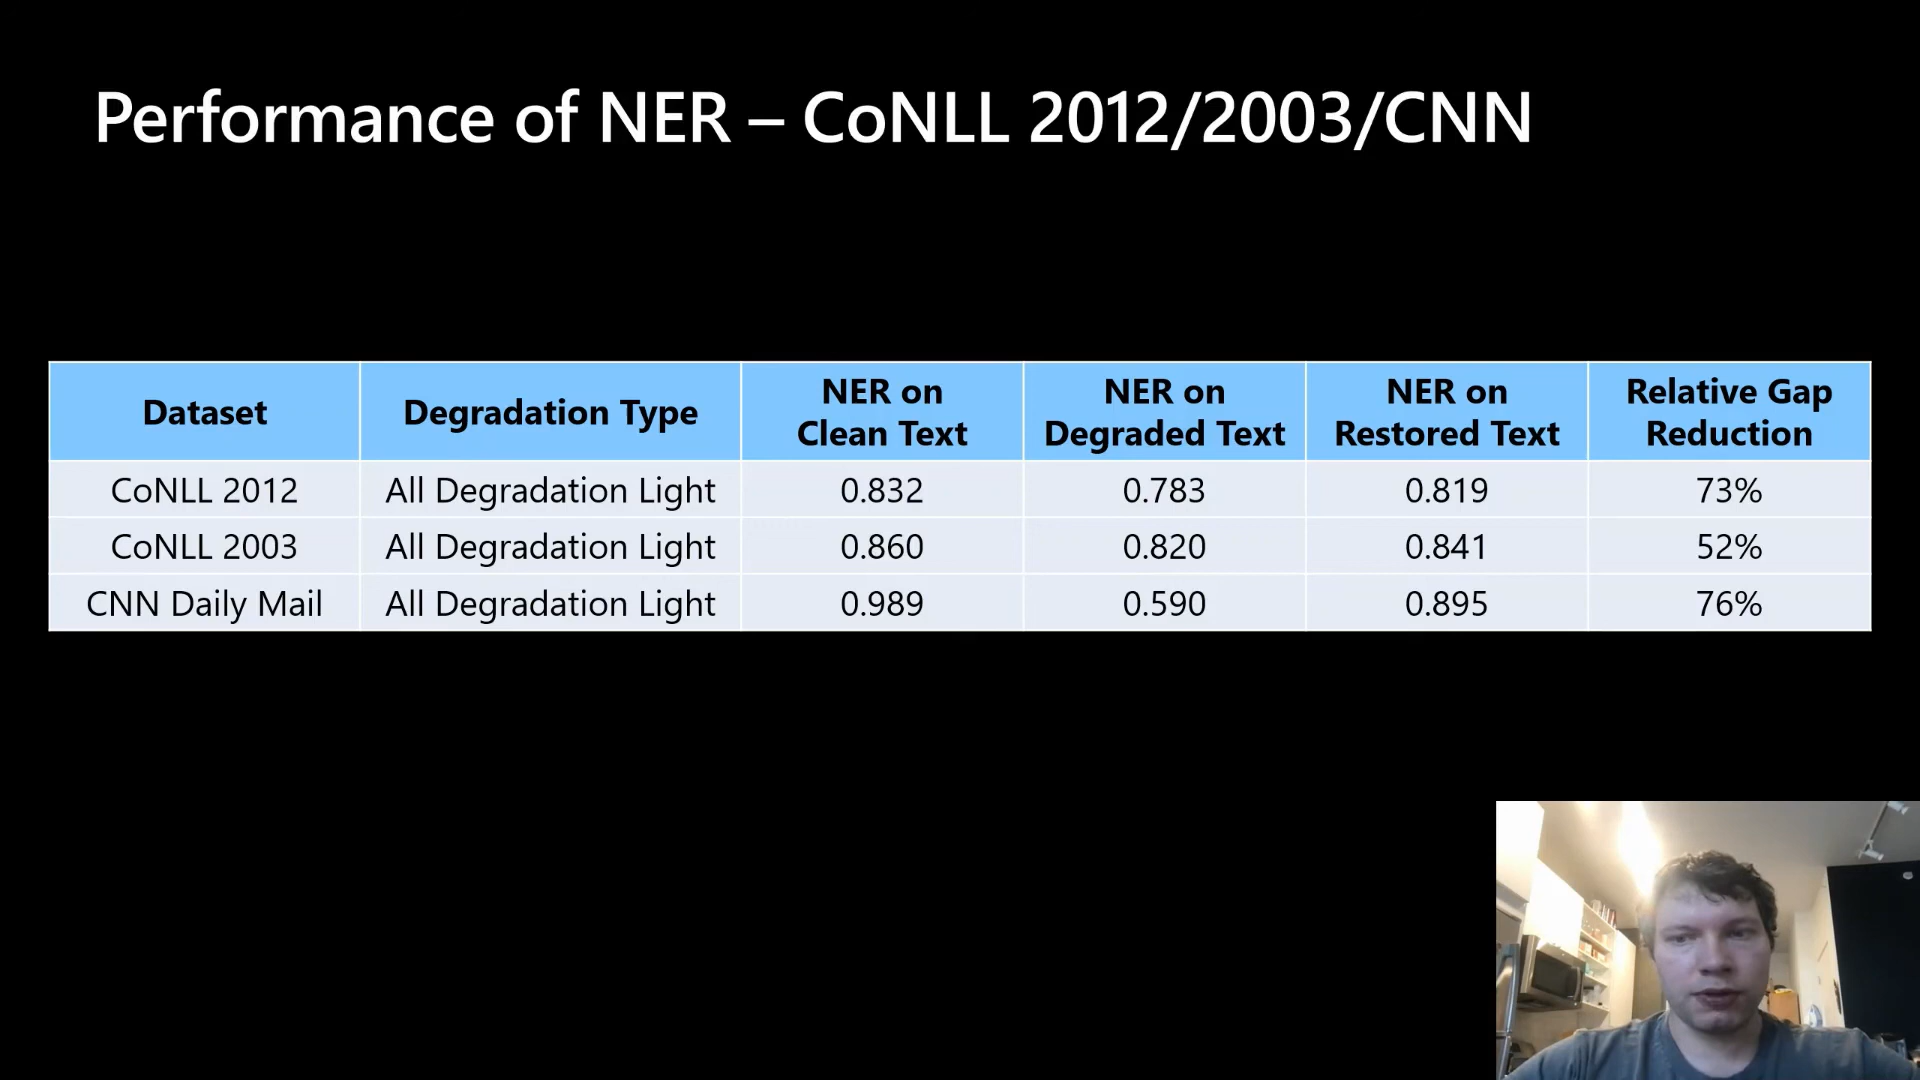 Performance of NER – CoNLL 2012/2003/CNN
Dataset Degradation Type NER on Clean Text NER on Degraded Text NER on Restored Text Relative Gap Reduction
CoNLL 2012 All Degradation Light 0.832 0.783 0.819 73%
CoNLL 2003 All Degradation Light 0.860 0.820 0.841 52%
CNN Daily Mail All Degradation Light 0.989 0.590 0.895 76%